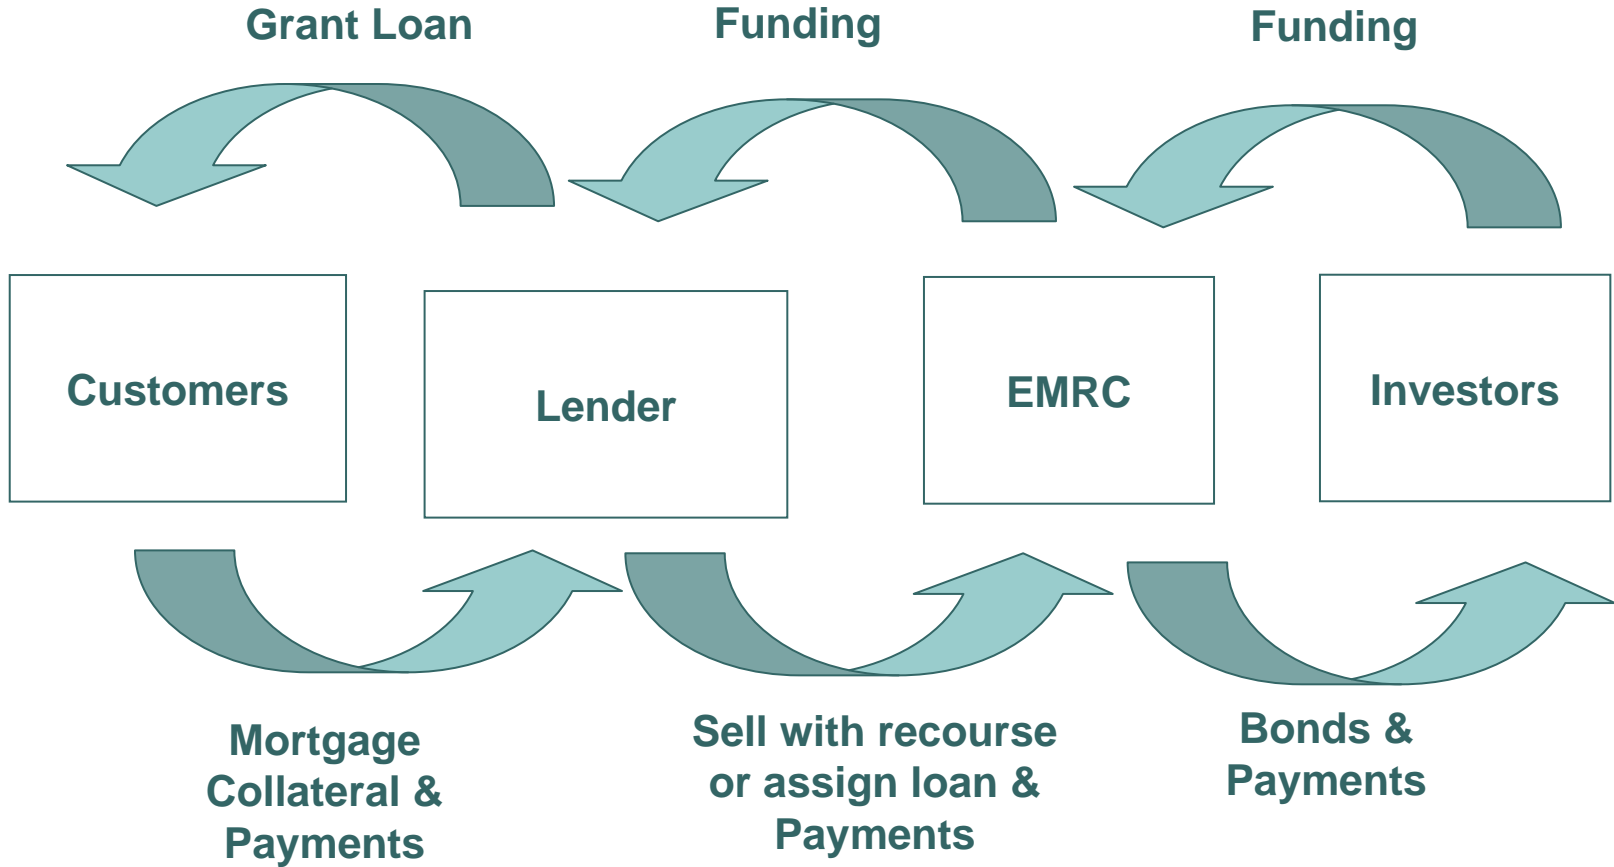 Grant Loan
Funding
Funding
Customers
Lender
EMRC
Investors
Mortgage
Collateral &
Payments
Sell with recourse
or assign loan &
Payments
Bonds &
Payments